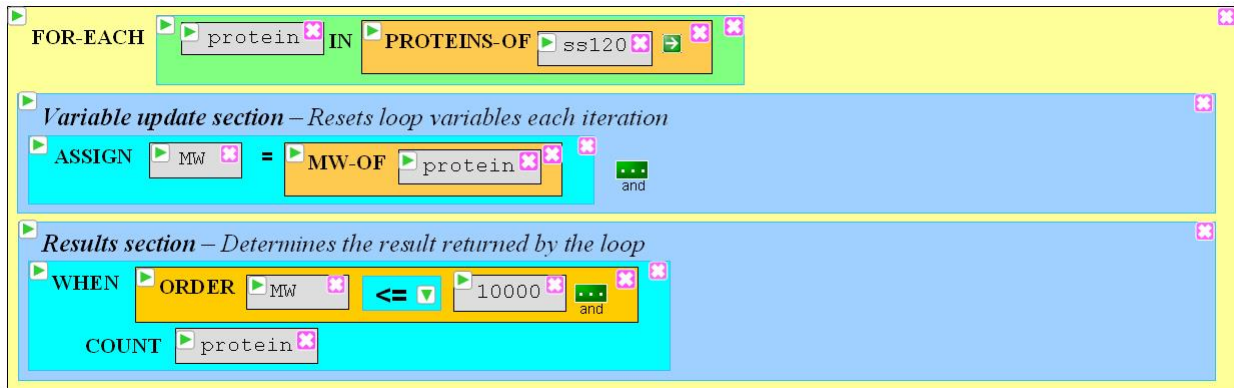 FOR-EACH protein IN PROTEINS-OF ss120
Variable update section – Resets loop variables each iteration
ASSIGN MW = MW-OF protein ... and
Results section – Determines the result returned by the loop
WHEN ORDER MW <= 10000 ... and
COUNT protein